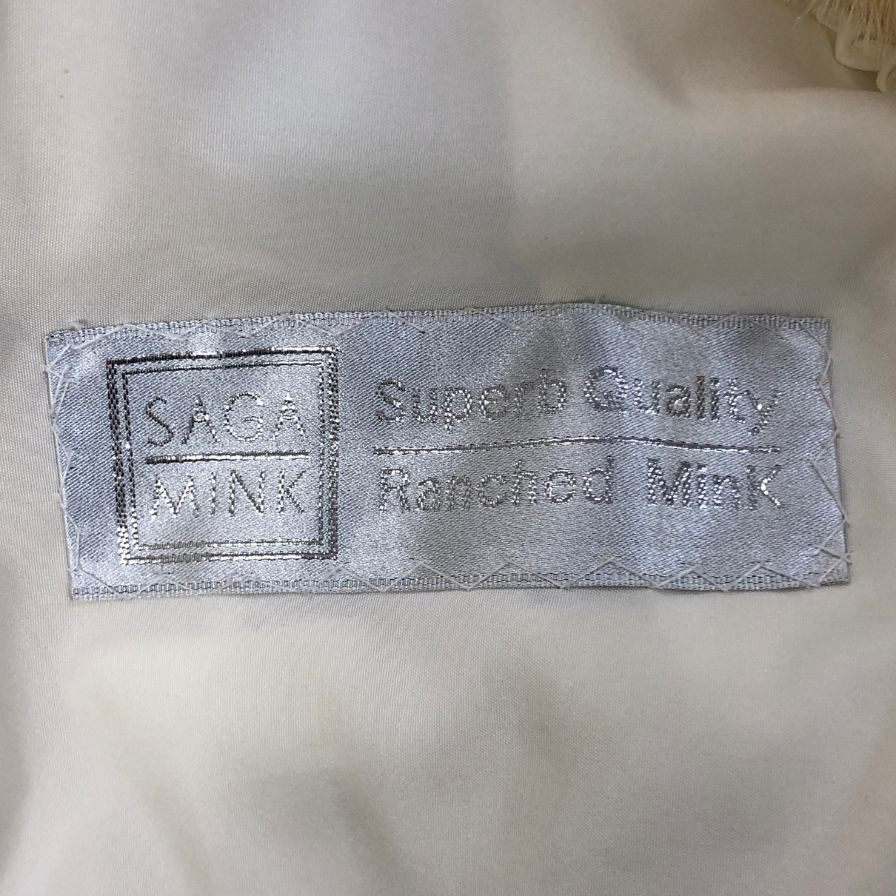 SAGA
MINK
Superb Quality
Ranched Mink